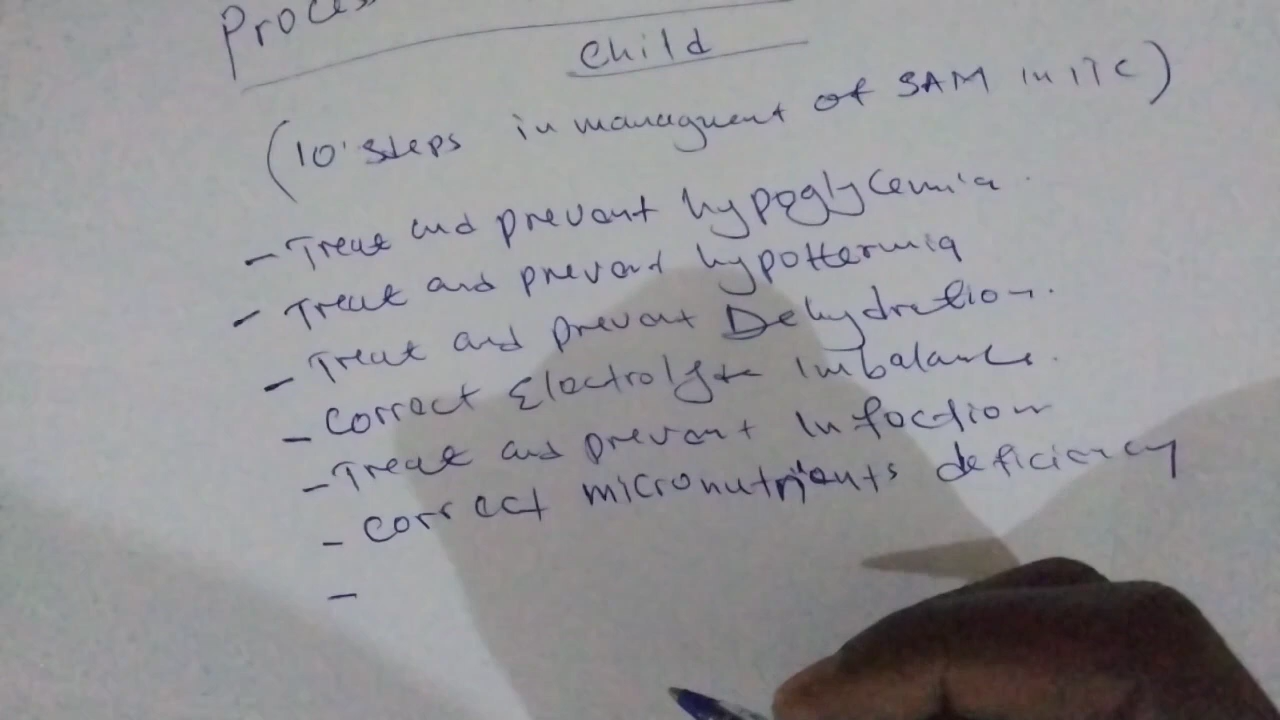 Child
(10 steps in managment of SAM in ITC)
- Treat and prevent hypoglycemia.
- Treat and prevent hypothermia
- Treat and prevent Dehydration.
- Correct Electrolyte Imbalance.
- Treat and prevent Infection
- Correct micronutrients deficiency
-